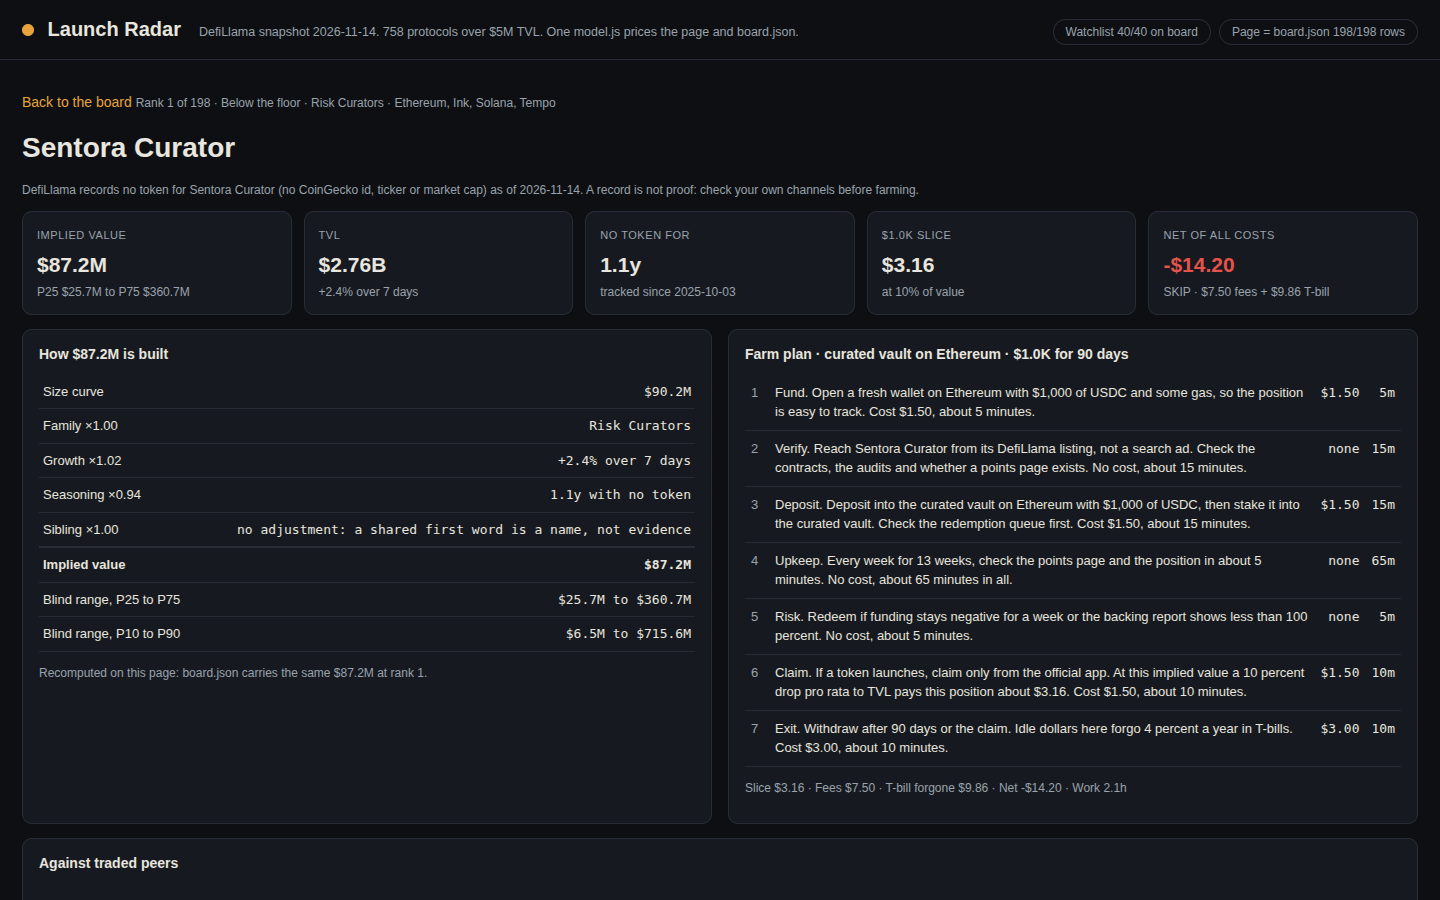 Launch Radar
DefiLlama snapshot 2026-11-14. 758 protocols over $5M TVL. One model.js prices the page and board.json.
Watchlist 40/40 on board
Page = board.json 198/198 rows
Back to the board Rank 1 of 198 · Below the floor · Risk Curators · Ethereum, Ink, Solana, Tempo
Sentora Curator
DefiLlama records no token for Sentora Curator (no CoinGecko id, ticker or market cap) as of 2026-11-14. A record is not proof: check your own channels before farming.
IMPLIED VALUE
$87.2M
P25 $25.7M to P75 $360.7M
TVL
$2.76B
+2.4% over 7 days
NO TOKEN FOR
1.1y
tracked since 2025-10-03
$1.0K SLICE
$3.16
at 10% of value
NET OF ALL COSTS
-$14.20
SKIP · $7.50 fees + $9.86 T-bill
How $87.2M is built
Size curve $90.2M
Family ×1.00 Risk Curators
Growth ×1.02 +2.4% over 7 days
Seasoning ×0.94 1.1y with no token
Sibling ×1.00 no adjustment: a shared first word is a name, not evidence
Implied value $87.2M
Blind range, P25 to P75 $25.7M to $360.7M
Blind range, P10 to P90 $6.5M to $715.6M
Recomputed on this page: board.json carries the same $87.2M at rank 1.
Farm plan · curated vault on Ethereum · $1.0K for 90 days
1 Fund. Open a fresh wallet on Ethereum with $1,000 of USDC and some gas, so the position $1.50 5m
is easy to track. Cost $1.50, about 5 minutes.
2 Verify. Reach Sentora Curator from its DefiLlama listing, not a search ad. Check the none 15m
contracts, the audits and whether a points page exists. No cost, about 15 minutes.
3 Deposit. Deposit into the curated vault on Ethereum with $1,000 of USDC, then stake it into $1.50 15m
the curated vault. Check the redemption queue first. Cost $1.50, about 15 minutes.
4 Upkeep. Every week for 13 weeks, check the points page and the position in about 5 none 65m
minutes. No cost, about 65 minutes in all.
5 Risk. Redeem if funding stays negative for a week or the backing report shows less than 100 none 5m
percent. No cost, about 5 minutes.
6 Claim. If a token launches, claim only from the official app. At this implied value a 10 percent $1.50 10m
drop pro rata to TVL pays this position about $3.16. Cost $1.50, about 10 minutes.
7 Exit. Withdraw after 90 days or the claim. Idle dollars here forgo 4 percent a year in T-bills. $3.00 10m
Cost $3.00, about 10 minutes.
Slice $3.16 · Fees $7.50 · T-bill forgone $9.86 · Net -$14.20 · Work 2.1h
Against traded peers